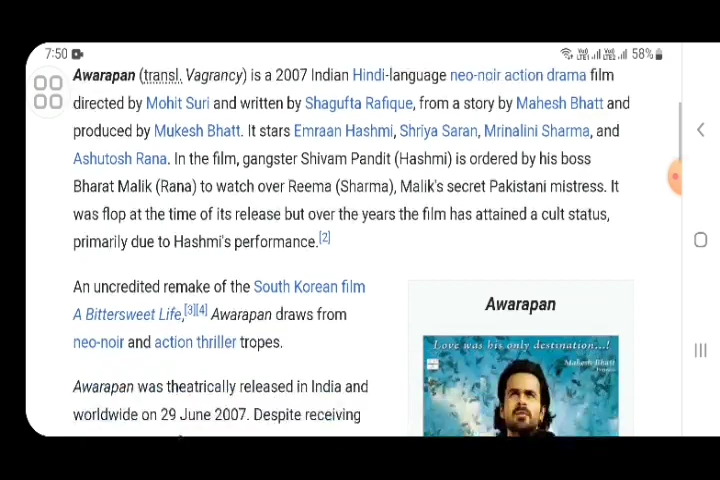 7:50
58%
Awarapan (transl. Vagrancy) is a 2007 Indian Hindi-language neo-noir action drama film
directed by Mohit Suri and written by Shagufta Rafique, from a story by Mahesh Bhatt and
produced by Mukesh Bhatt. It stars Emraan Hashmi, Shriya Saran, Mrinalini Sharma, and
Ashutosh Rana. In the film, gangster Shivam Pandit (Hashmi) is ordered by his boss
Bharat Malik (Rana) to watch over Reema (Sharma), Malik's secret Pakistani mistress. It
was flop at the time of its release but over the years the film has attained a cult status,
primarily due to Hashmi's performance.[2]
An uncredited remake of the South Korean film
A Bittersweet Life,[3][4] Awarapan draws from
neo-noir and action thriller tropes.
Awarapan was theatrically released in India and
worldwide on 29 June 2007. Despite receiving
Awarapan
Love was his only destination...!
Mahesh Bhatt